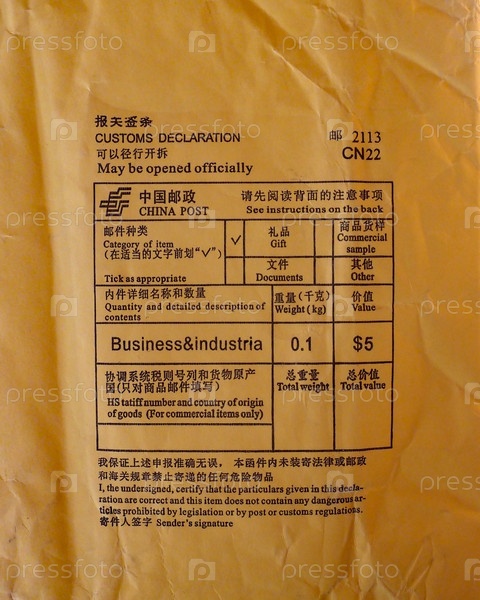 报关签条
CUSTOMS DECLARATION
邮 2113
可以径行开拆
CN22
May be opened officially
中国邮政
CHINA POST
请先阅读背面的注意事项
See instructions on the back
邮件种类
Category of item
(在适当的文字前划“√”)
Tick as appropriate
√
礼品
Gift
商品货样
Commercial
sample
文件
Documents
其他
Other
内件详细名称和数量
Quantity and detailed description of
contents
重量(千克)
Weight(kg)
价值
Value
Business&industria
0.1
$5
协调系统税则号列和货物原产
国(只对商品邮件填写)
HS tatiff number and country of origin
of goods (For commercial items only)
总重量
Total weight
总价值
Total value
我保证上述申报准确无误，本函件内未装寄法律或邮政
和海关规章禁止寄递的任何危险物品
I, the undersigned, certify that the particulars given in this decla-
ration are correct and this item does not contain any dangerous ar-
ticles prohibited by legislation or by post or customs regulations.
寄件人签字 Sender's signature
pressfoto